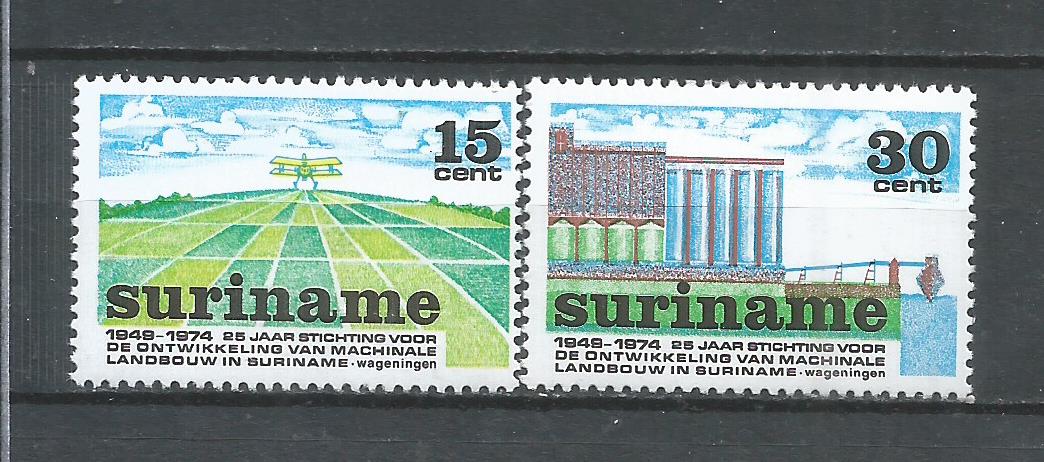 15
cent
suriname
1949-1974 25 JAAR STICHTING VOOR
DE ONTWIKKELING VAN MACHINALE
LANDBOUW IN SURINAME · wageningen
30
cent
suriname
1949-1974 25 JAAR STICHTING VOOR
DE ONTWIKKELING VAN MACHINALE
LANDBOUW IN SURINAME · wageningen